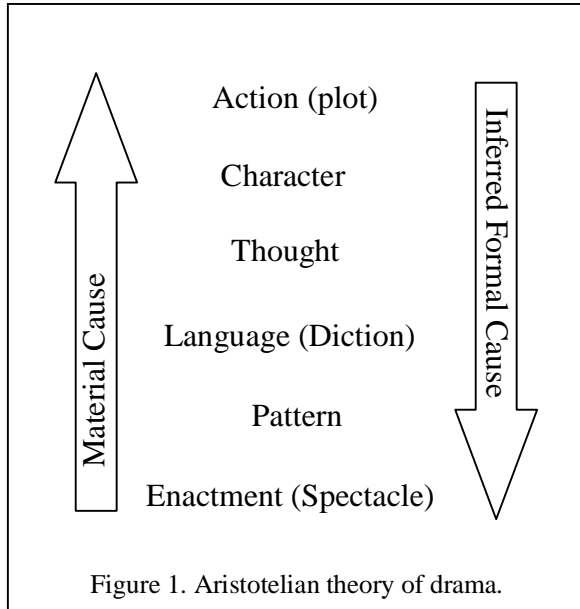 Action (plot)
Character
Thought
Language (Diction)
Pattern
Enactment (Spectacle)
Material Cause
Inferred Formal Cause
Figure 1. Aristotelian theory of drama.